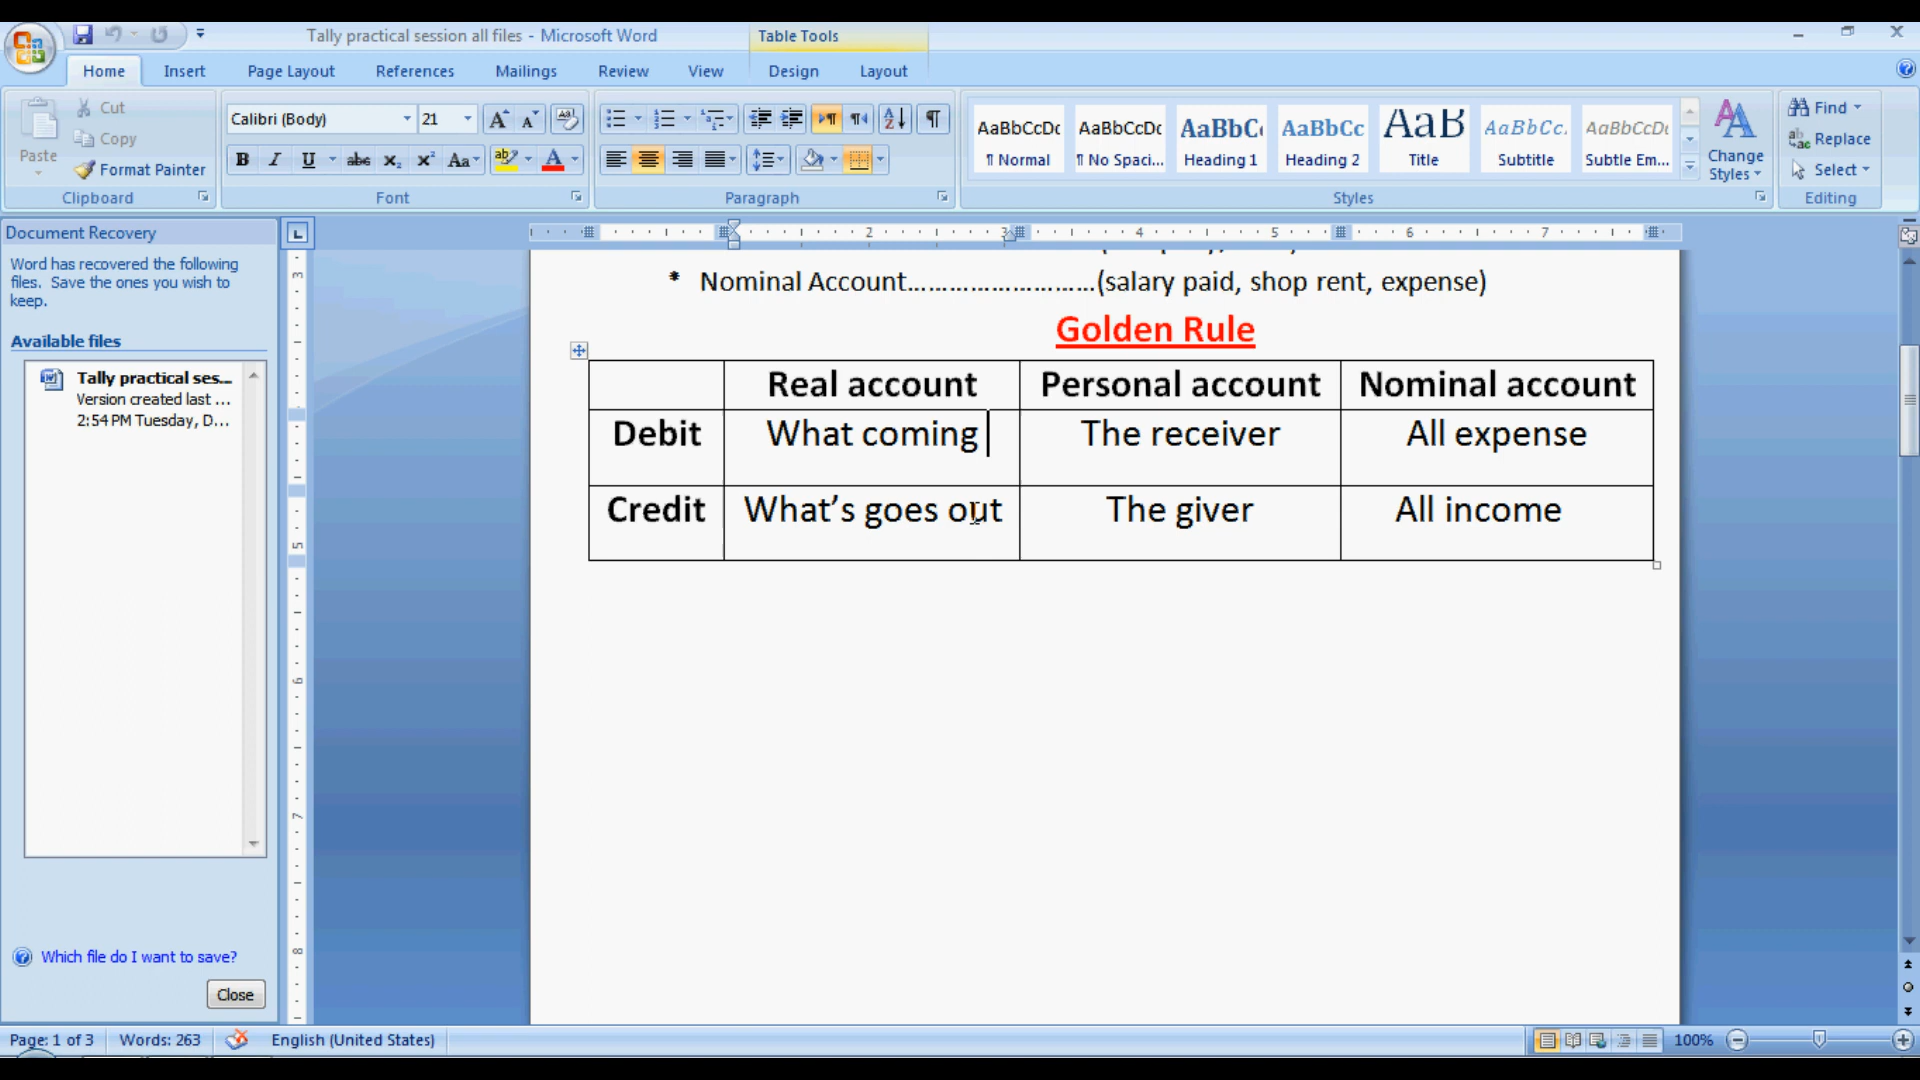 Tally practical session all files - Microsoft Word
Table Tools
Home
Insert
Page Layout
References
Mailings
Review
View
Design
Layout
Paste
Cut
Copy
Format Painter
Clipboard
Calibri (Body)
21
Font
Paragraph
AaBbCcDc
¶ Normal
AaBbCcDc
¶ No Spaci...
AaBbC
Heading 1
AaBbCc
Heading 2
AaB
Title
AaBbCc.
Subtitle
AaBbCcDc
Subtle Em...
Change
Styles
Styles
Find
Replace
Select
Editing
Document Recovery
Word has recovered the following
files. Save the ones you wish to
keep.
Available files
Tally practical ses...
Version created last ...
2:54 PM Tuesday, D...
Which file do I want to save?
Close
* Nominal Account……………………..(salary paid, shop rent, expense)
Golden Rule
Real account Personal account Nominal account
Debit What coming The receiver All expense
Credit What’s goes out The giver All income
Page: 1 of 3
Words: 263
English (United States)
100%